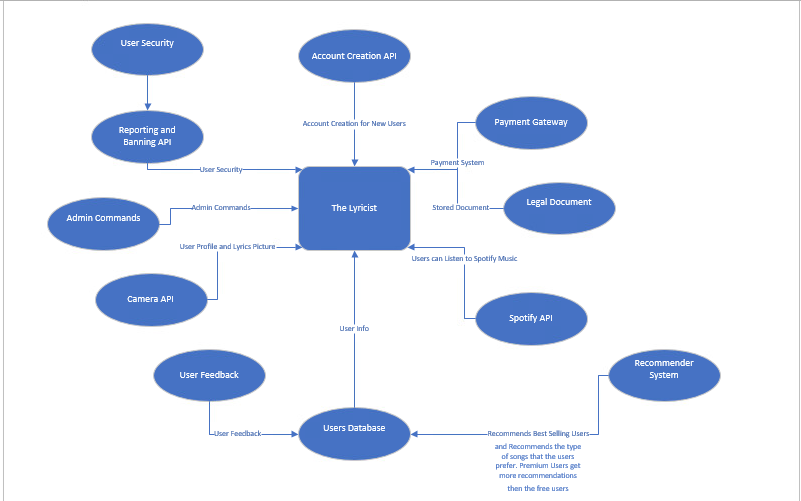 User Security
Account Creation API
Reporting and
Banning API
Account Creation for New Users
Payment Gateway
User Security
Payment System
Admin Commands
Admin Commands
The Lyricist
Stored Document
Legal Document
User Profile and Lyrics Picture
Users can Listen to Spotify Music
Camera API
Spotify API
User Info
User Feedback
Recommender
System
User Feedback
Users Database
Recommends Best Selling Users
and Recommends the type
of songs that the users
prefer. Premium Users get
more recommendations
then the free users